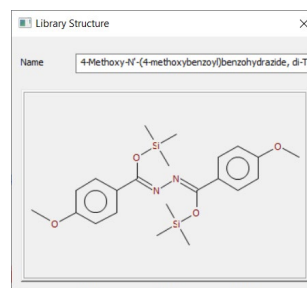 Library Structure
Name
4-Methoxy-N'-(4-methoxybenzoyl)benzohydrazide, di-T
Si
O
O
N
N
O
O
Si